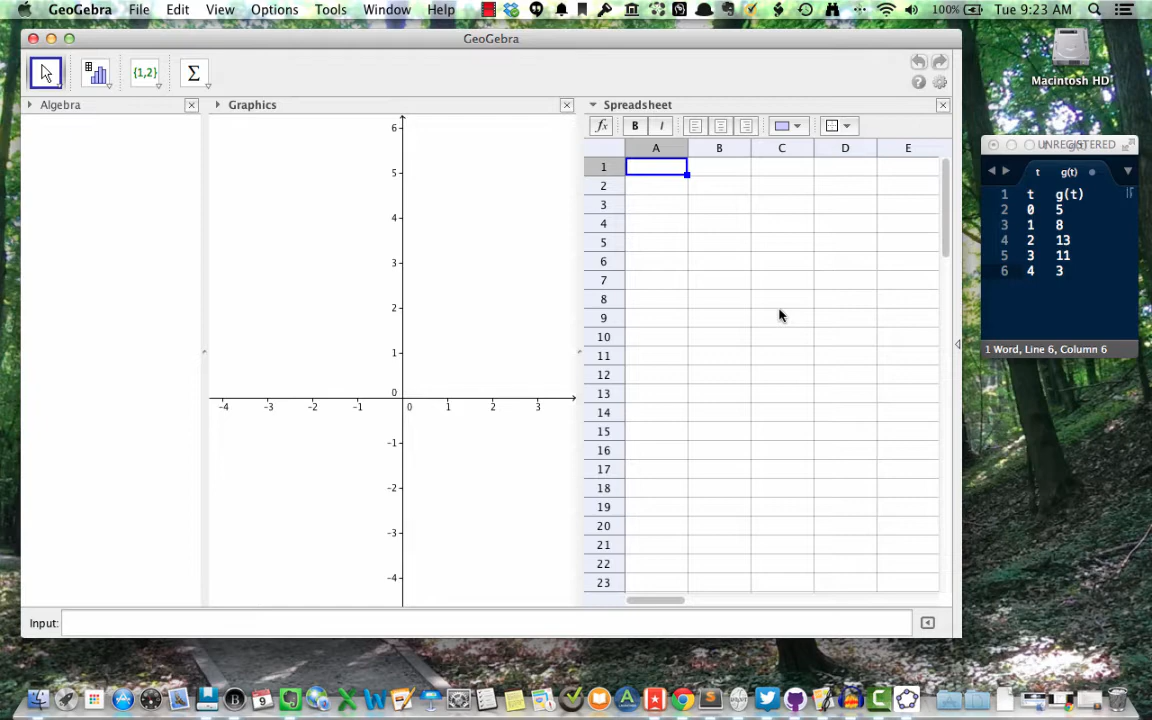 GeoGebra File Edit View Options Tools Window Help 100% Tue 9:23 AM
GeoGebra
{1,2} Σ
Algebra Graphics Spreadsheet
fx B I
A B C D E
1
2
3
4
5
6
7
8
9
10
11
12
13
14
15
16
17
18
19
20
21
22
23
6
5
4
3
2
1
0
-4 -3 -2 -1 0 1 2 3
-1
-2
-3
-4
Input:
Macintosh HD
UNREGISTERED
t g(t)
1 t g(t)
2 0 5
3 1 8
4 2 13
5 3 11
6 4 3
1 Word, Line 6, Column 6